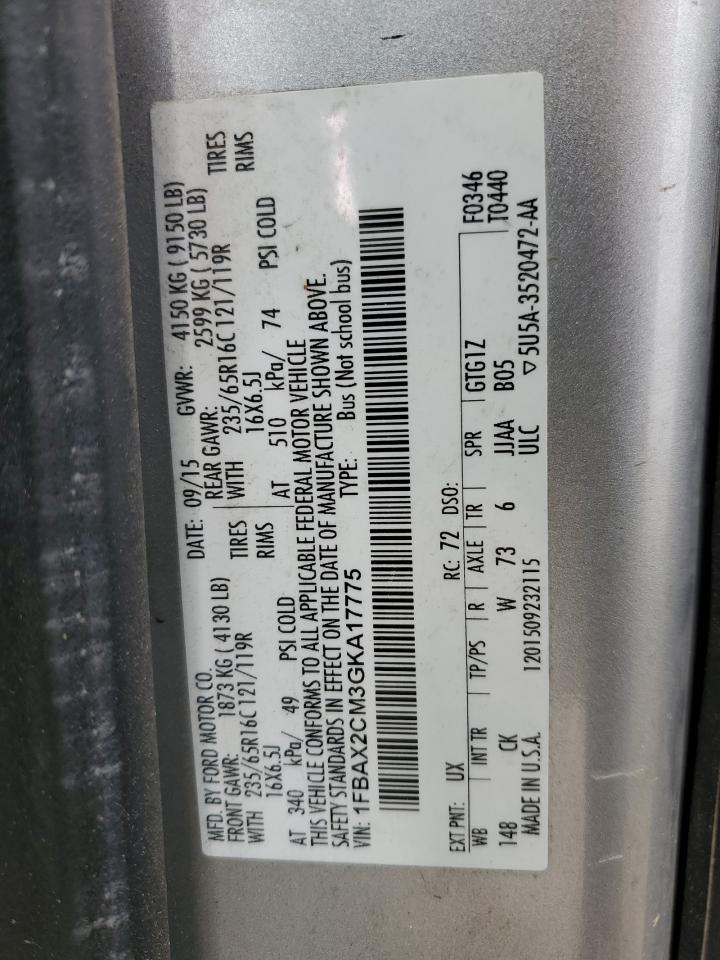 MFD. BY FORD MOTOR CO.
DATE: 09/15 GVWR: 4150 KG ( 9150 LB)
FRONT GAWR: 1873 KG ( 4130 LB)
REAR GAWR: 2599 KG ( 5730 LB)
WITH 235/65R16C 121/119R TIRES
WITH 235/65R16C 121/119R TIRES
16X6.5J RIMS
16X6.5J RIMS
AT 340 kPa/ 49 PSI COLD
AT 510 kPa/ 74 PSI COLD
THIS VEHICLE CONFORMS TO ALL APPLICABLE FEDERAL MOTOR VEHICLE
SAFETY STANDARDS IN EFFECT ON THE DATE OF MANUFACTURE SHOWN ABOVE.
VIN: 1FBAX2CM3GKA17775 TYPE: Bus (Not school bus)
EXT PNT: UX RC: 72 DSO: F0346
WB INT TR TP/PS R AXLE TR SPR GTG1Z T0440
148 CK W 73 6 JJAA B05
MADE IN U.S.A. 1201509232115 ULC ▽5U5A-3520472-AA